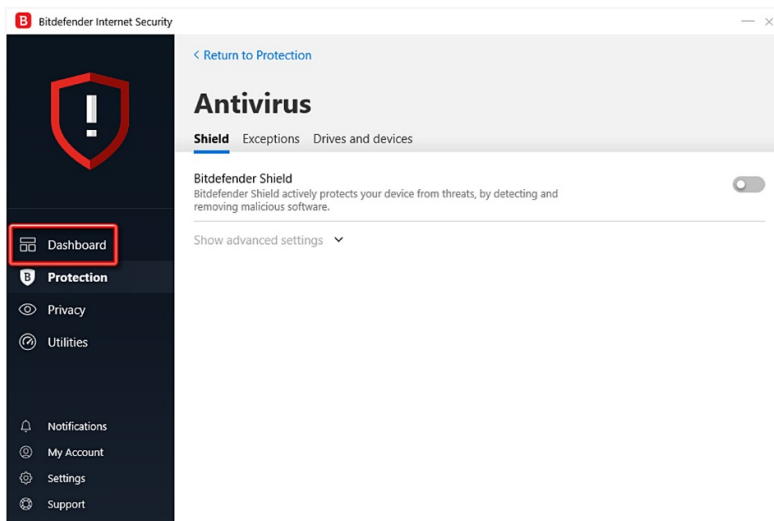 B Bitdefender Internet Security
< Return to Protection
Antivirus
Shield Exceptions Drives and devices
Bitdefender Shield
Bitdefender Shield actively protects your device from threats, by detecting and
removing malicious software.
Show advanced settings
Dashboard
B Protection
Privacy
Utilities
Notifications
My Account
Settings
Support